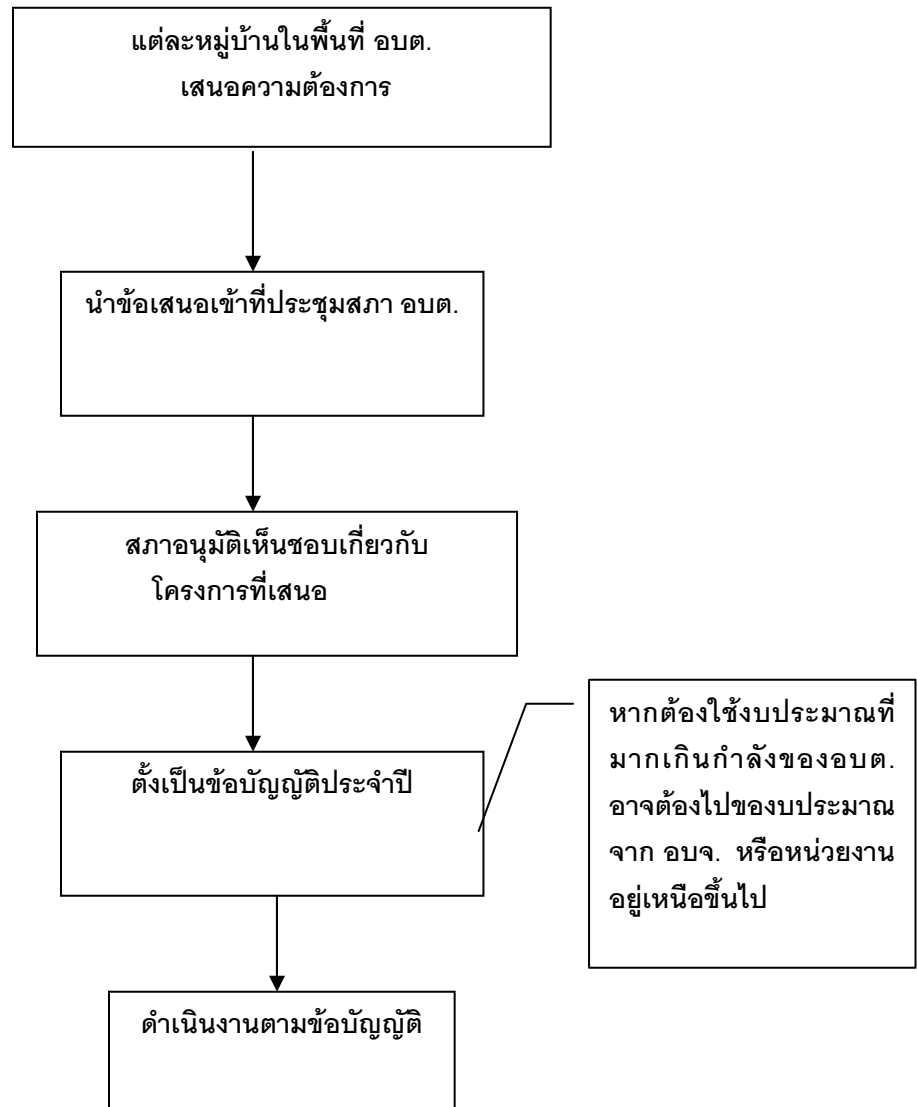 แต่ละหมู่บ้านในพื้นที่ อบต.
เสนอความต้องการ
นำข้อเสนอเข้าที่ประชุมสภา อบต.
สภาอนุมัติเห็นชอบเกี่ยวกับ
โครงการที่เสนอ
ตั้งเป็นข้อบัญญัติประจำปี
หากต้องใช้งบประมาณที่
มากเกินกำลังของอบต.
อาจต้องไปของบประมาณ
จาก อบจ. หรือหน่วยงาน
อยู่เหนือขึ้นไป
ดำเนินงานตามข้อบัญญัติ